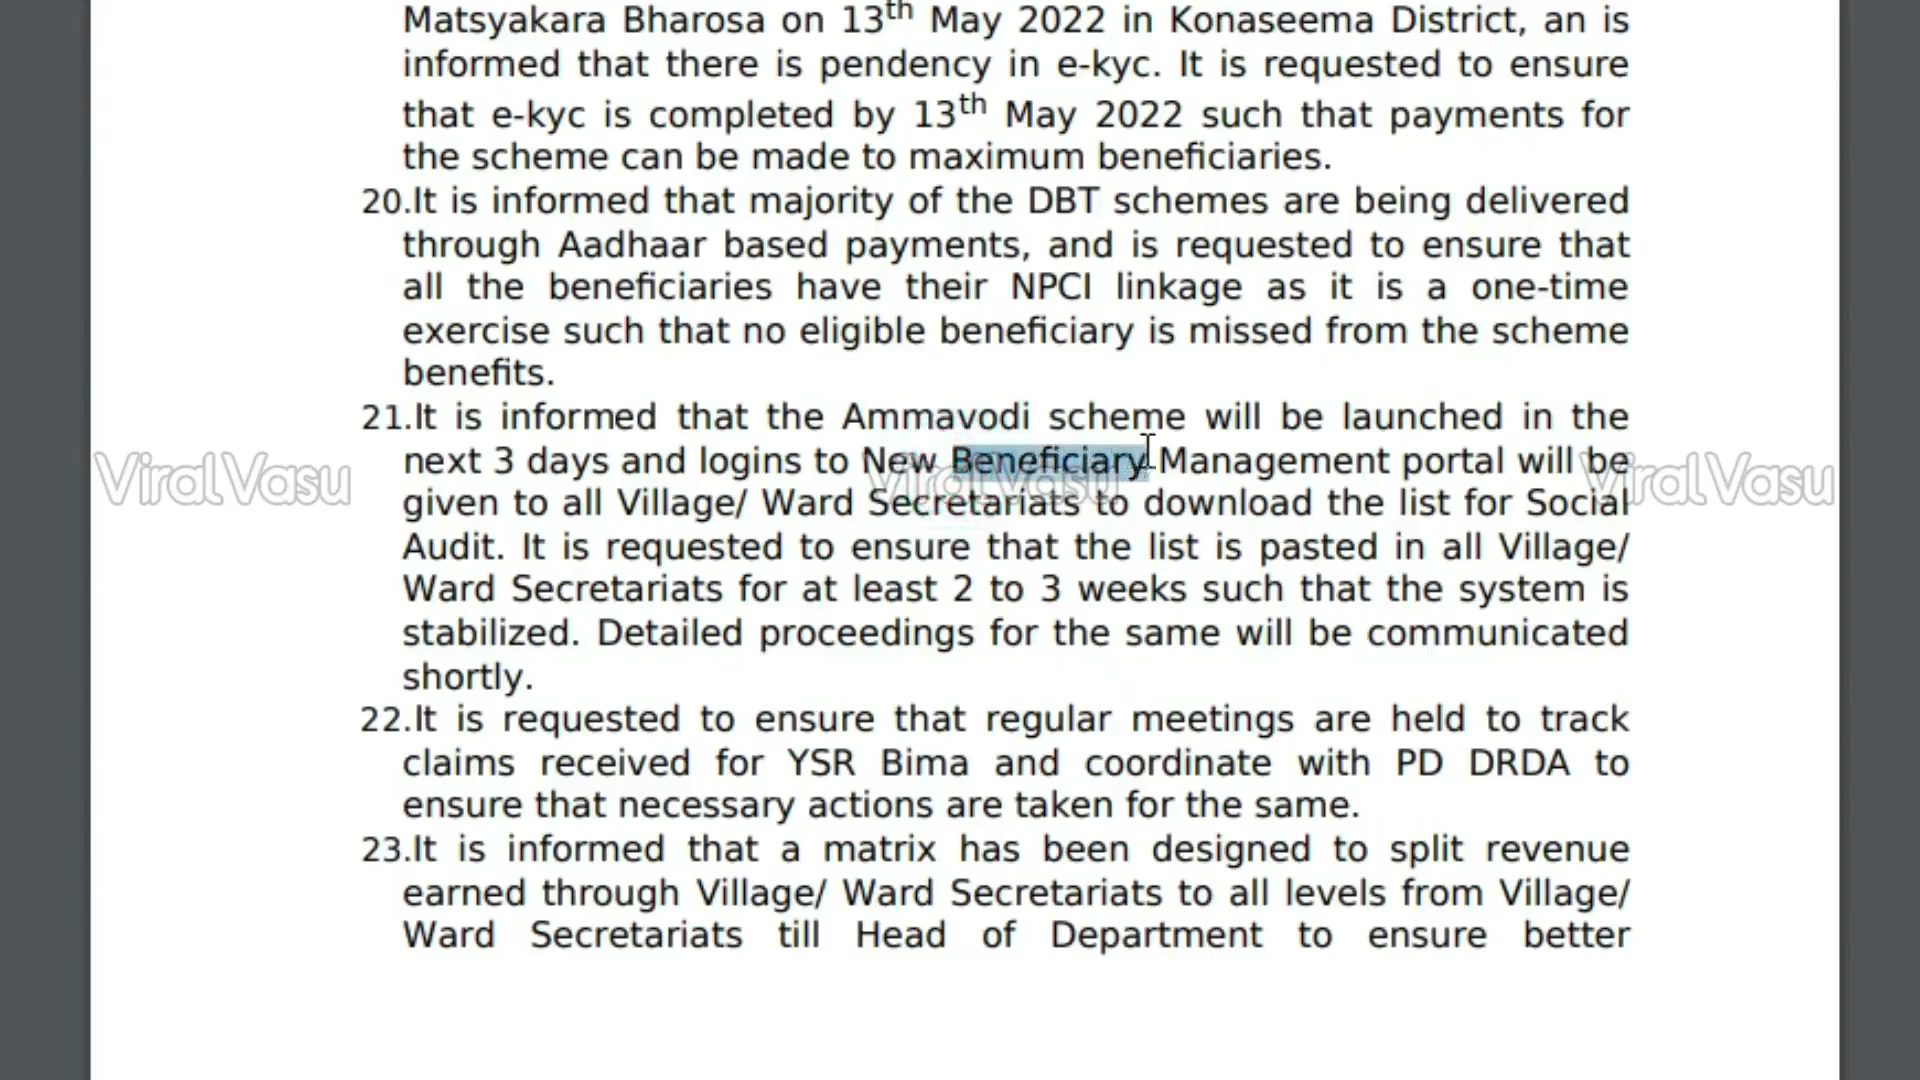 Matsyakara Bharosa on 13th May 2022 in Konaseema District, an is
informed that there is pendency in e-kyc. It is requested to ensure
that e-kyc is completed by 13th May 2022 such that payments for
the scheme can be made to maximum beneficiaries.
20.It is informed that majority of the DBT schemes are being delivered
through Aadhaar based payments, and is requested to ensure that
all the beneficiaries have their NPCI linkage as it is a one-time
exercise such that no eligible beneficiary is missed from the scheme
benefits.
21.It is informed that the Ammavodi scheme will be launched in the
next 3 days and logins to New Beneficiary Management portal will be
ViralVasu ViralVasu ViralVasu
given to all Village/ Ward Secretariats to download the list for Social
Audit. It is requested to ensure that the list is pasted in all Village/
Ward Secretariats for at least 2 to 3 weeks such that the system is
stabilized. Detailed proceedings for the same will be communicated
shortly.
22.It is requested to ensure that regular meetings are held to track
claims received for YSR Bima and coordinate with PD DRDA to
ensure that necessary actions are taken for the same.
23.It is informed that a matrix has been designed to split revenue
earned through Village/ Ward Secretariats to all levels from Village/
Ward Secretariats till Head of Department to ensure better